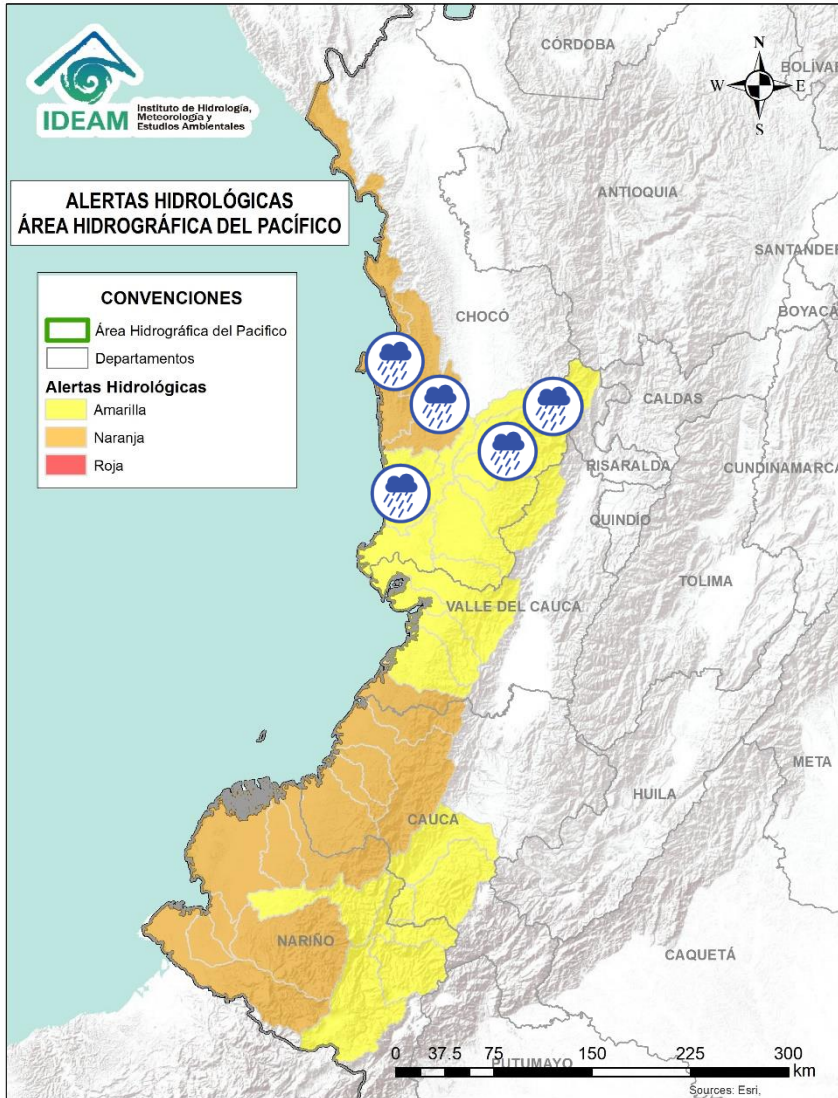 IDEAM
Instituto de Hidrología,
Meteorología y
Estudios Ambientales
ALERTAS HIDROLÓGICAS
ÁREA HIDROGRÁFICA DEL PACÍFICO
CONVENCIONES
Área Hidrográfica del Pacifico
Departamentos
Alertas Hidrológicas
Amarilla
Naranja
Roja
N
W E
S
CÓRDOBA
BOLÍVAR
ANTIOQUIA
SANTANDER
BOYACÁ
CHOCÓ
CALDAS
RISARALDA
CUNDINAMARCA
QUINDÍO
TOLIMA
VALLE DEL CAUCA
META
HUILA
CAUCA
NARIÑO
CAQUETÁ
PUTUMAYO
0 37.5 75 150 225 300
km
Sources: Esri,